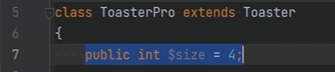 5 class ToasterPro extends Toaster
6 {
7 public int $size = 4;